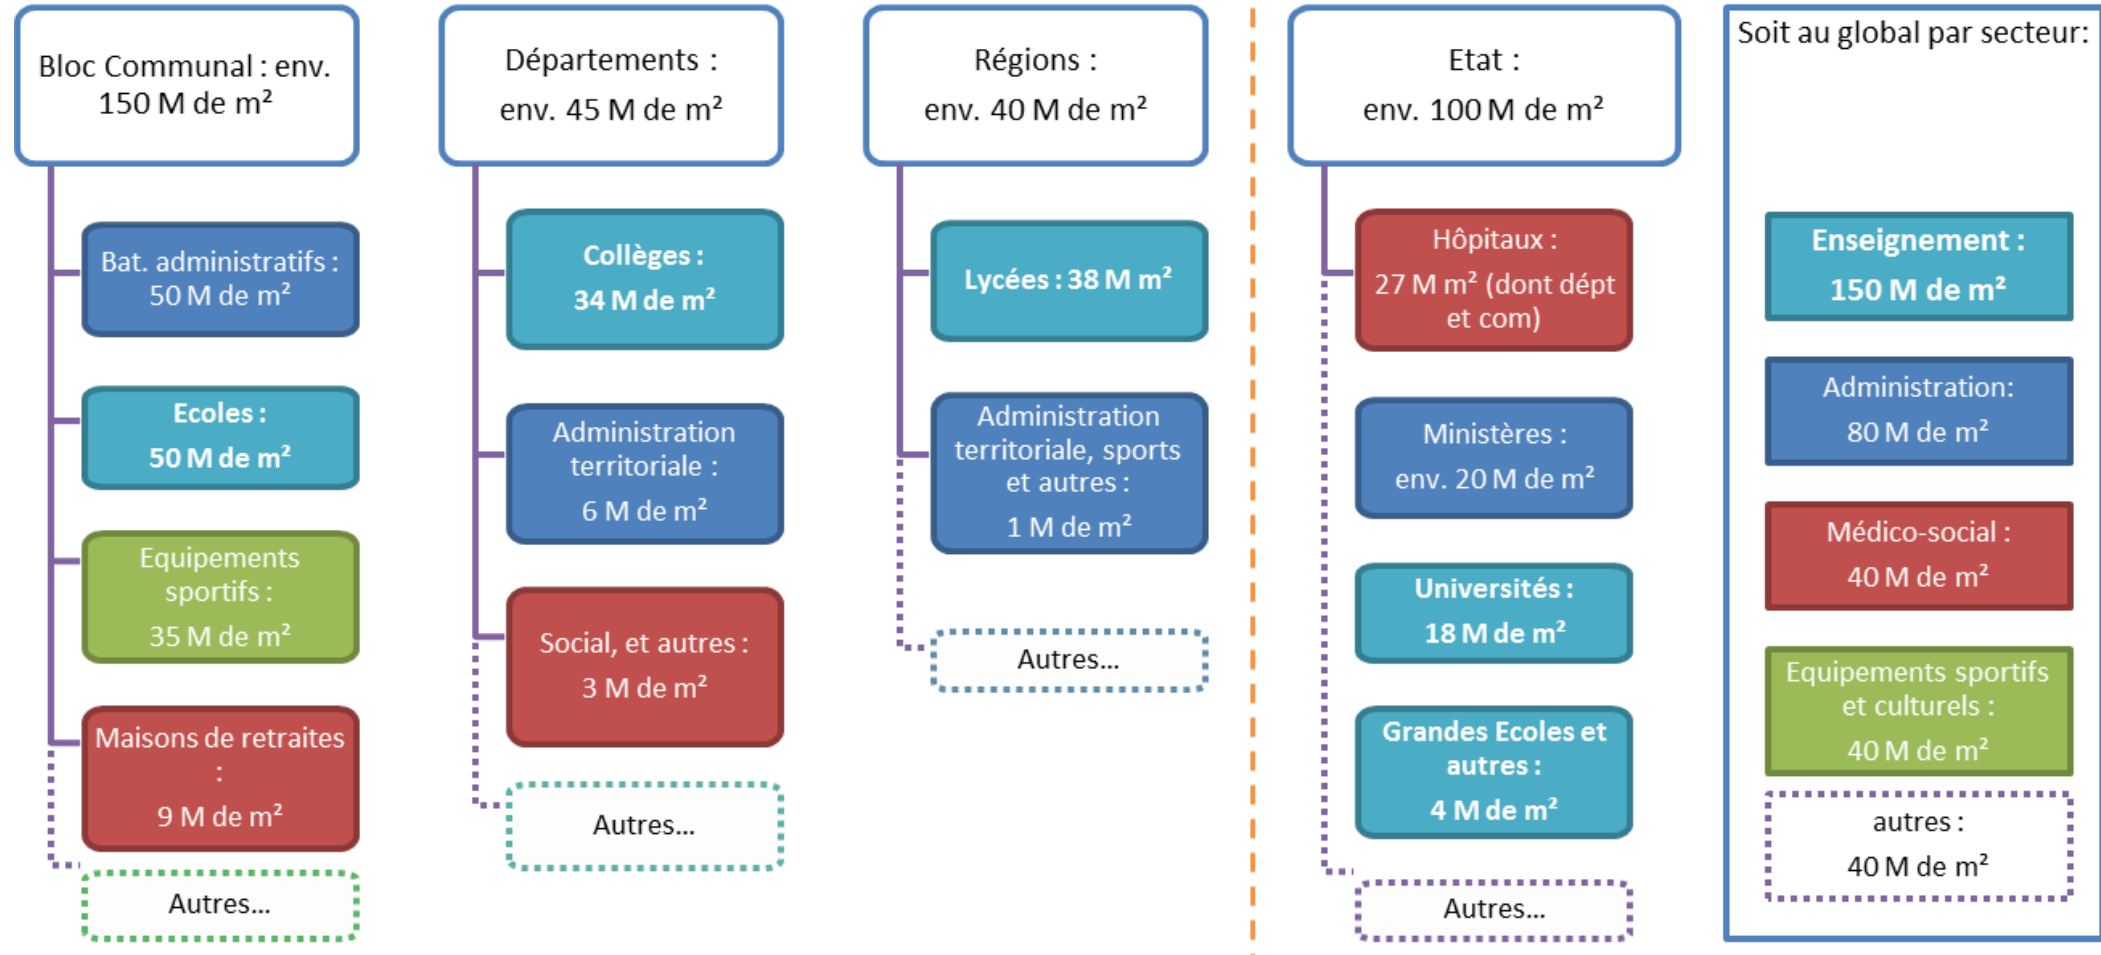 Bloc Communal : env.
150 M de m²
Bat. administratifs :
50 M de m²
Ecoles :
50 M de m²
Equipements
sportifs :
35 M de m²
Maisons de retraites
:
9 M de m²
Autres...
Départements :
env. 45 M de m²
Collèges :
34 M de m²
Administration
territoriale :
6 M de m²
Social, et autres :
3 M de m²
Autres...
Régions :
env. 40 M de m²
Lycées : 38 M m²
Administration
territoriale, sports
et autres :
1 M de m²
Autres...
Etat :
env. 100 M de m²
Hôpitaux :
27 M m² (dont dépt
et com)
Ministères :
env. 20 M de m²
Universités :
18 M de m²
Grandes Ecoles et
autres :
4 M de m²
Autres...
Soit au global par secteur:
Enseignement :
150 M de m²
Administration:
80 M de m²
Médico-social :
40 M de m²
Equipements sportifs
et culturels :
40 M de m²
autres :
40 M de m²